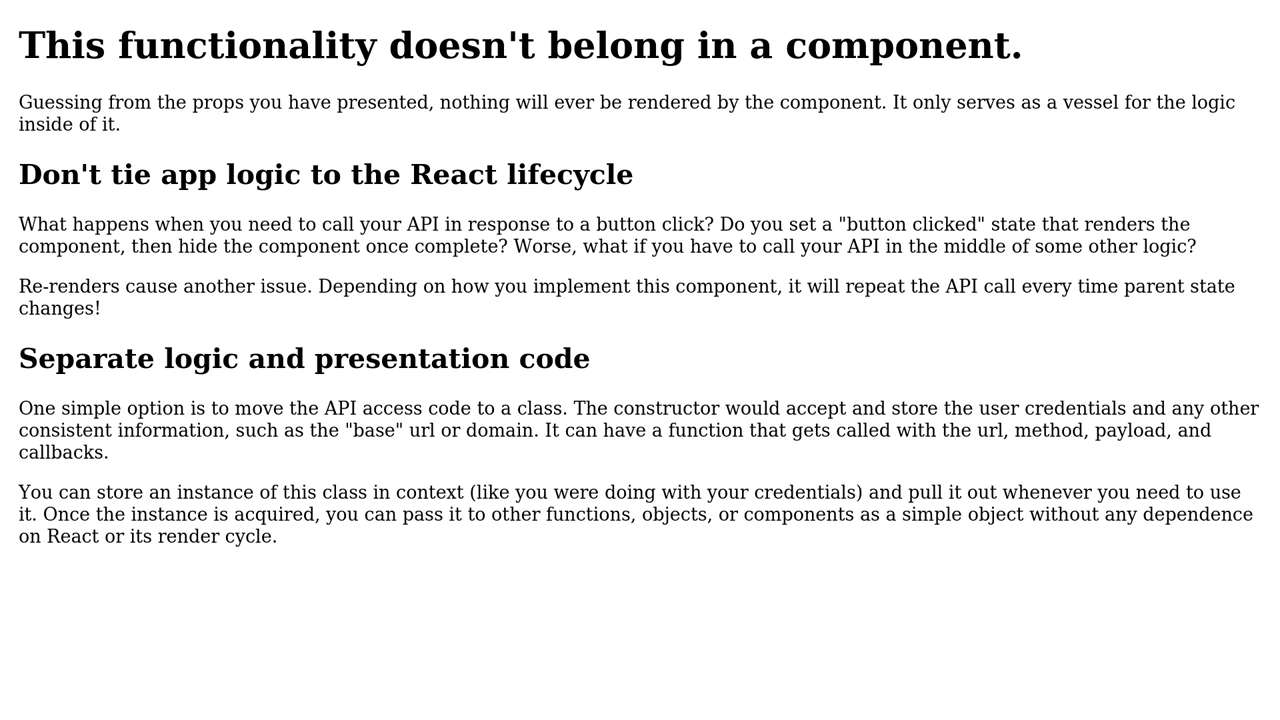 This functionality doesn't belong in a component.
Guessing from the props you have presented, nothing will ever be rendered by the component. It only serves as a vessel for the logic
inside of it.
Don't tie app logic to the React lifecycle
What happens when you need to call your API in response to a button click? Do you set a "button clicked" state that renders the
component, then hide the component once complete? Worse, what if you have to call your API in the middle of some other logic?
Re-renders cause another issue. Depending on how you implement this component, it will repeat the API call every time parent state
changes!
Separate logic and presentation code
One simple option is to move the API access code to a class. The constructor would accept and store the user credentials and any other
consistent information, such as the "base" url or domain. It can have a function that gets called with the url, method, payload, and
callbacks.
You can store an instance of this class in context (like you were doing with your credentials) and pull it out whenever you need to use
it. Once the instance is acquired, you can pass it to other functions, objects, or components as a simple object without any dependence
on React or its render cycle.